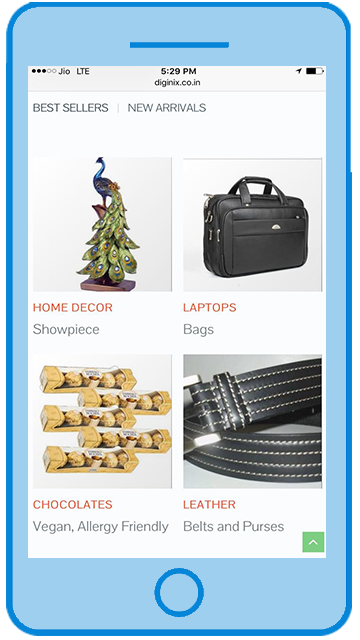 Jio LTE 5:29 PM
diginix.co.in
BEST SELLERS | NEW ARRIVALS
HOME DECOR LAPTOPS
Showpiece Bags
CHOCOLATES LEATHER
Vegan, Allergy Friendly Belts and Purses